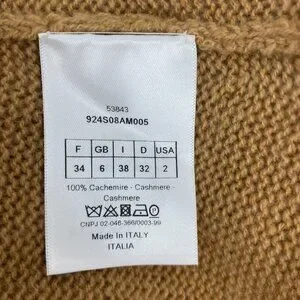 53843
924S08AM005
F GB I D USA
34 6 38 32 2
100% Cachemire - Cashmere -
Cashmere
CNPJ 02-046-366/0003-99
Made In ITALY
ITALIA